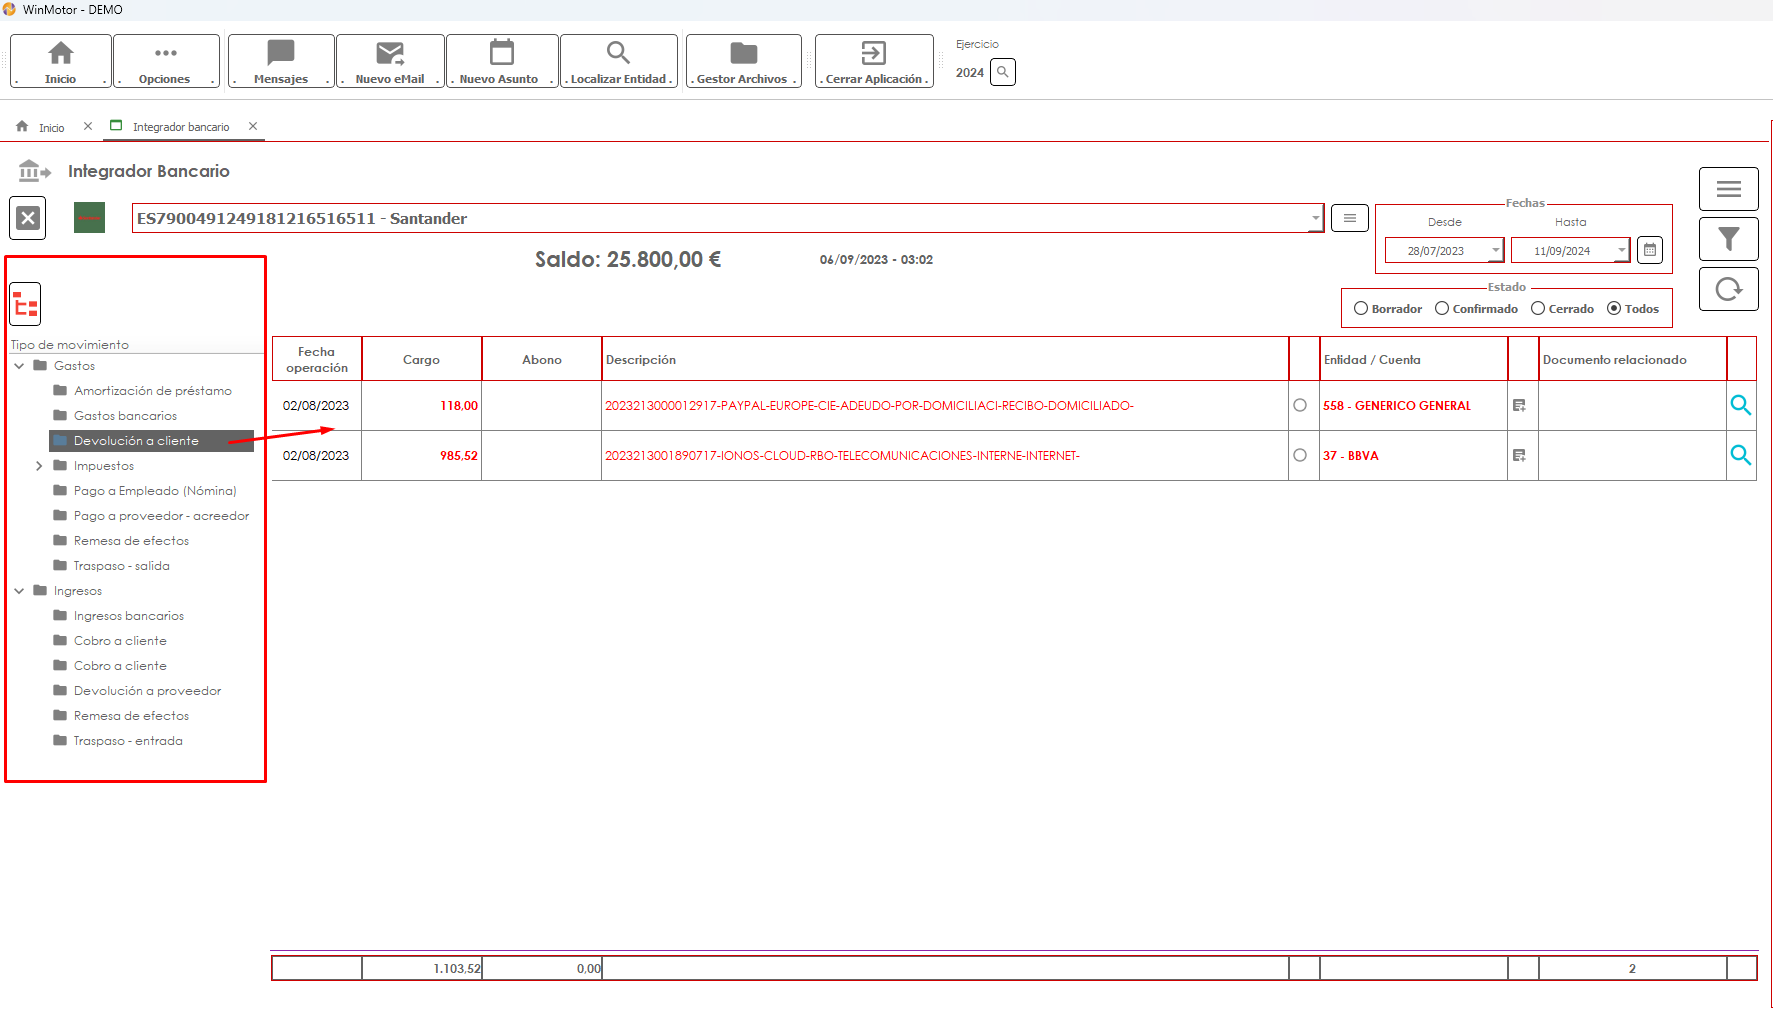 WinMotor - DEMO
. Inicio .
. Opciones .
. Mensajes .
. Nuevo eMail .
. Nuevo Asunto .
. Localizar Entidad .
. Gestor Archivos .
. Cerrar Aplicación .
Ejercicio
2024
Inicio
Integrador bancario
Integrador Bancario
ES7900491249181216516511 - Santander
Saldo: 25.800,00 €
06/09/2023 - 03:02
Fechas
Desde
Hasta
28/07/2023
11/09/2024
Estado
Borrador
Confirmado
Cerrado
Todos
Tipo de movimiento
Gastos
Amortización de préstamo
Gastos bancarios
Devolución a cliente
Impuestos
Pago a Empleado (Nómina)
Pago a proveedor - acreedor
Remesa de efectos
Traspaso - salida
Ingresos
Ingresos bancarios
Cobro a cliente
Cobro a cliente
Devolución a proveedor
Remesa de efectos
Traspaso - entrada
Fecha operación
Cargo
Abono
Descripción
Entidad / Cuenta
Documento relacionado
02/08/2023 118,00 2023213000012917-PAYPAL-EUROPE-CIE-ADEUDO-POR-DOMICILIACI-RECIBO-DOMICILIADO- 558 - GENERICO GENERAL
02/08/2023 985,52 2023213001890717-IONOS-CLOUD-RBO-TELECOMUNICACIONES-INTERNE-INTERNET- 37 - BBVA
1.103,52 0,00 2